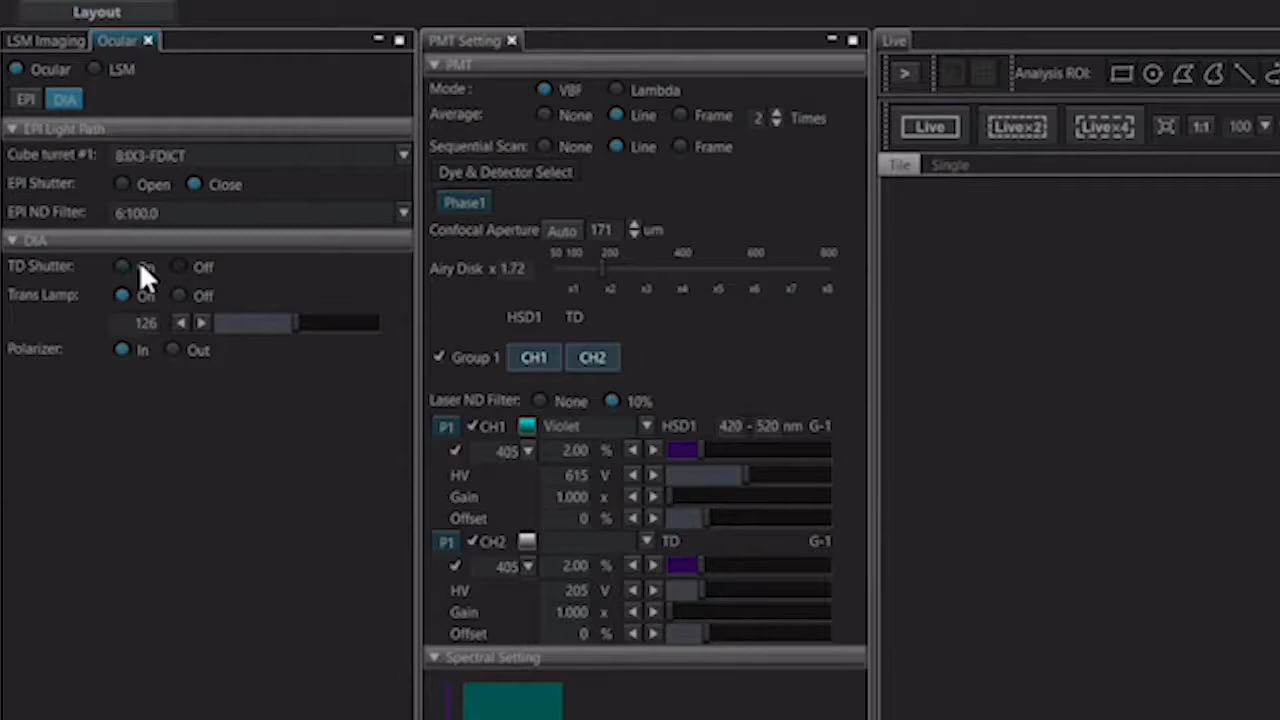 Layout
LSM Imaging Ocular
Ocular LSM
EPI DIA
EPI Light Path
Cube turret #1: 8:IX3-FDICT
EPI Shutter: Open Close
EPI ND Filter: 6:100.0
DIA
TD Shutter: Off
Trans Lamp: On Off
126
Polarizer: In Out
PMT Setting
PMT
Mode : VBF Lambda
Average: None Line Frame 2 Times
Sequential Scan: None Line Frame
Dye & Detector Select
Phase1
Confocal Aperture Auto 171 um
50 100 200 400 600 800
Airy Disk x 1.72
x1 x2 x3 x4 x5 x6 x7 x8
HSD1 TD
Group 1 CH1 CH2
Laser ND Filter: None 10%
P1 CH1 Violet HSD1 420 - 520 nm G-1
405 2.00 %
HV 615 V
Gain 1.000 x
Offset 0 %
P1 CH2 TD G-1
405 2.00 %
HV 205 V
Gain 1.000 x
Offset 0 %
Spectral Setting
Live
> Analysis ROI:
Live Live×2 Live×4 1:1 100
Tile Single